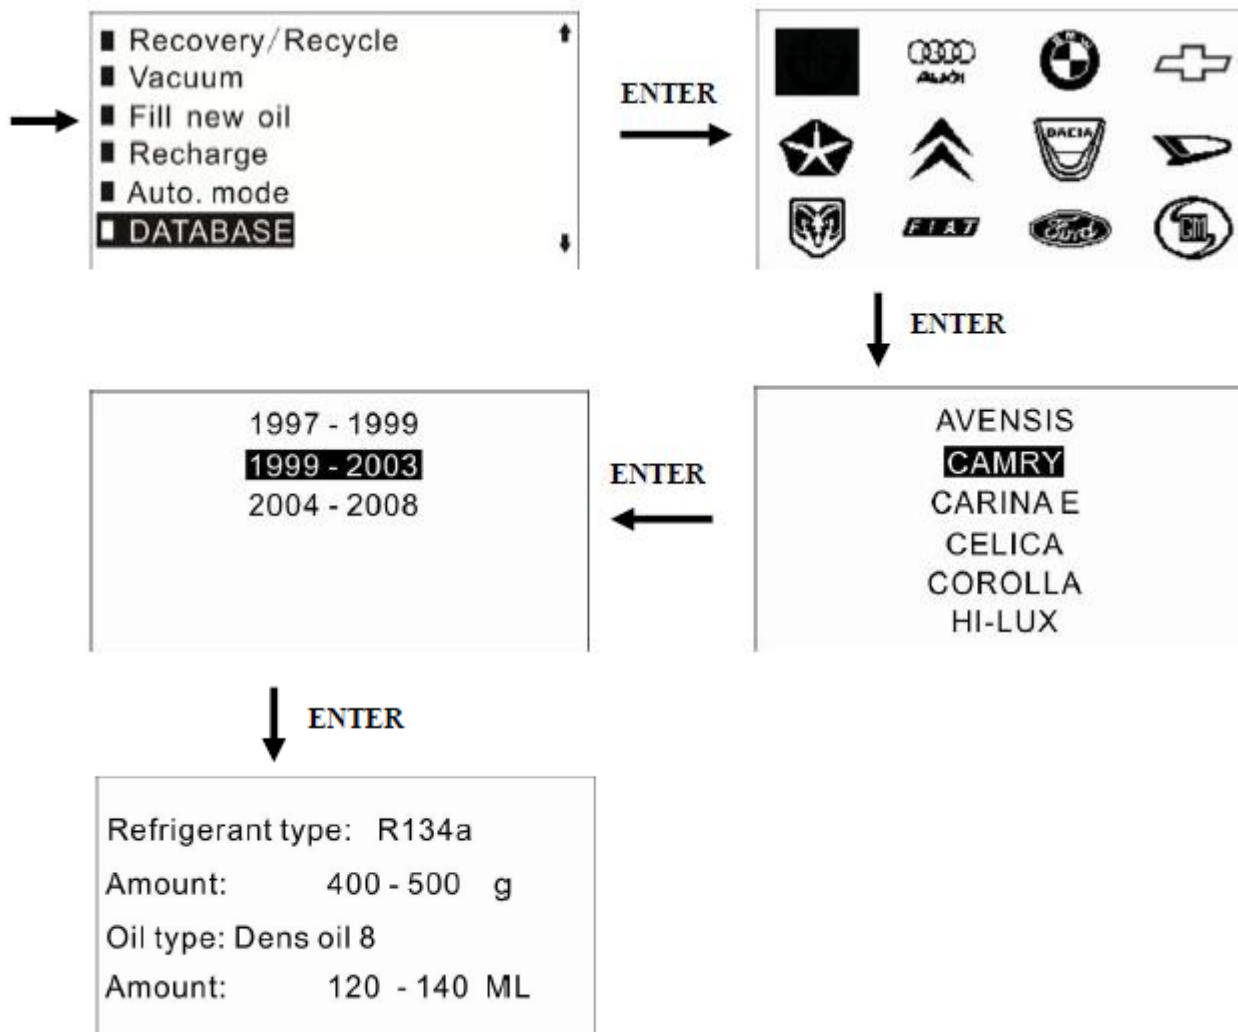 Recovery/Recycle
Vacuum
Fill new oil
Recharge
Auto. mode
DATABASE
ENTER
AUDI
BMW
DACIA
FIAT
Ford
GM
ENTER
AVENSIS
CAMRY
CARINA E
CELICA
COROLLA
HI-LUX
ENTER
1997 - 1999
1999 - 2003
2004 - 2008
ENTER
Refrigerant type: R134a
Amount: 400 - 500 g
Oil type: Dens oil 8
Amount: 120 - 140 ML